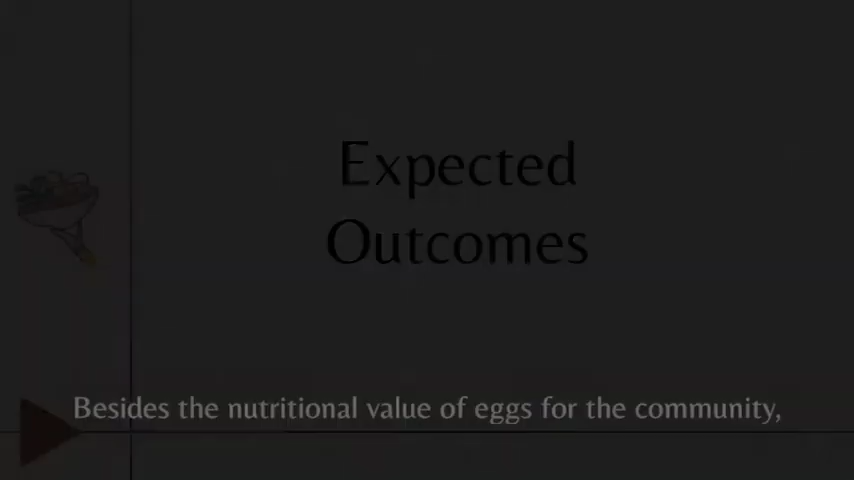 Expected
Outcomes
Besides the nutritional value of eggs for the community,